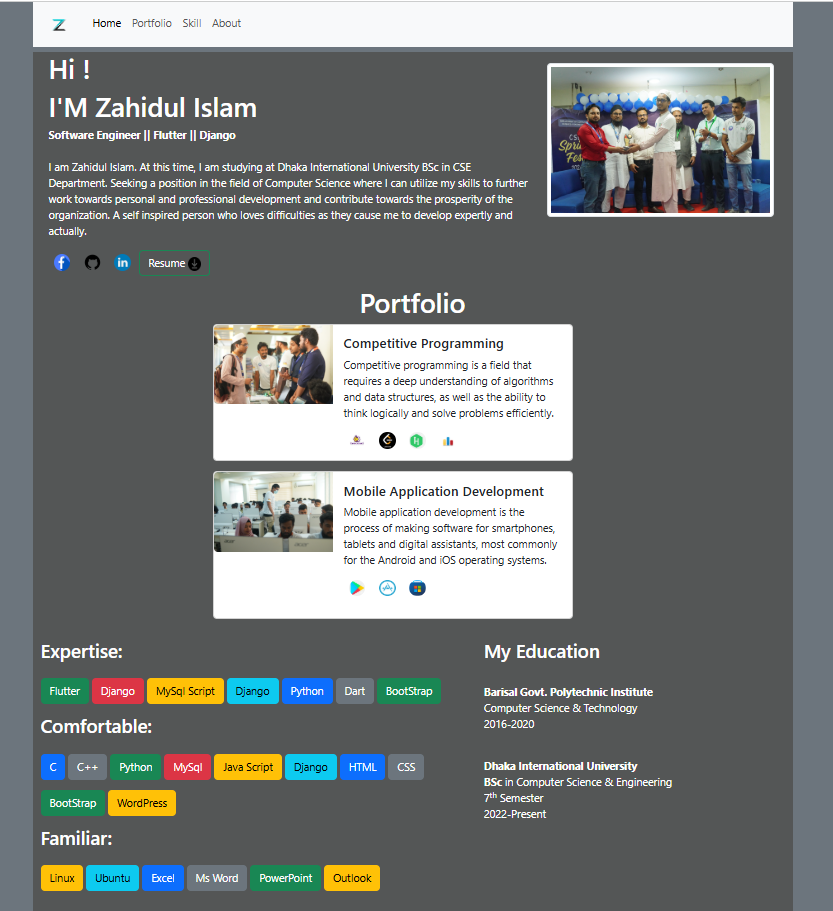 Z
Home Portfolio Skill About
Hi !
I'M Zahidul Islam
Software Engineer || Flutter || Django
I am Zahidul Islam. At this time, I am studying at Dhaka International University BSc in CSE
Department. Seeking a position in the field of Computer Science where I can utilize my skills to further
work towards personal and professional development and contribute towards the prosperity of the
organization. A self inspired person who loves difficulties as they cause me to develop expertly and
actually.
Resume
Portfolio
Competitive Programming
Competitive programming is a field that
requires a deep understanding of algorithms
and data structures, as well as the ability to
think logically and solve problems efficiently.
Mobile Application Development
Mobile application development is the
process of making software for smartphones,
tablets and digital assistants, most commonly
for the Android and iOS operating systems.
Expertise:
Flutter Django MySql Script Django Python Dart BootStrap
Comfortable:
C C++ Python MySql Java Script Django HTML CSS
BootStrap WordPress
Familiar:
Linux Ubuntu Excel Ms Word PowerPoint Outlook
My Education
Barisal Govt. Polytechnic Institute
Computer Science & Technology
2016-2020
Dhaka International University
BSc in Computer Science & Engineering
7th Semester
2022-Present